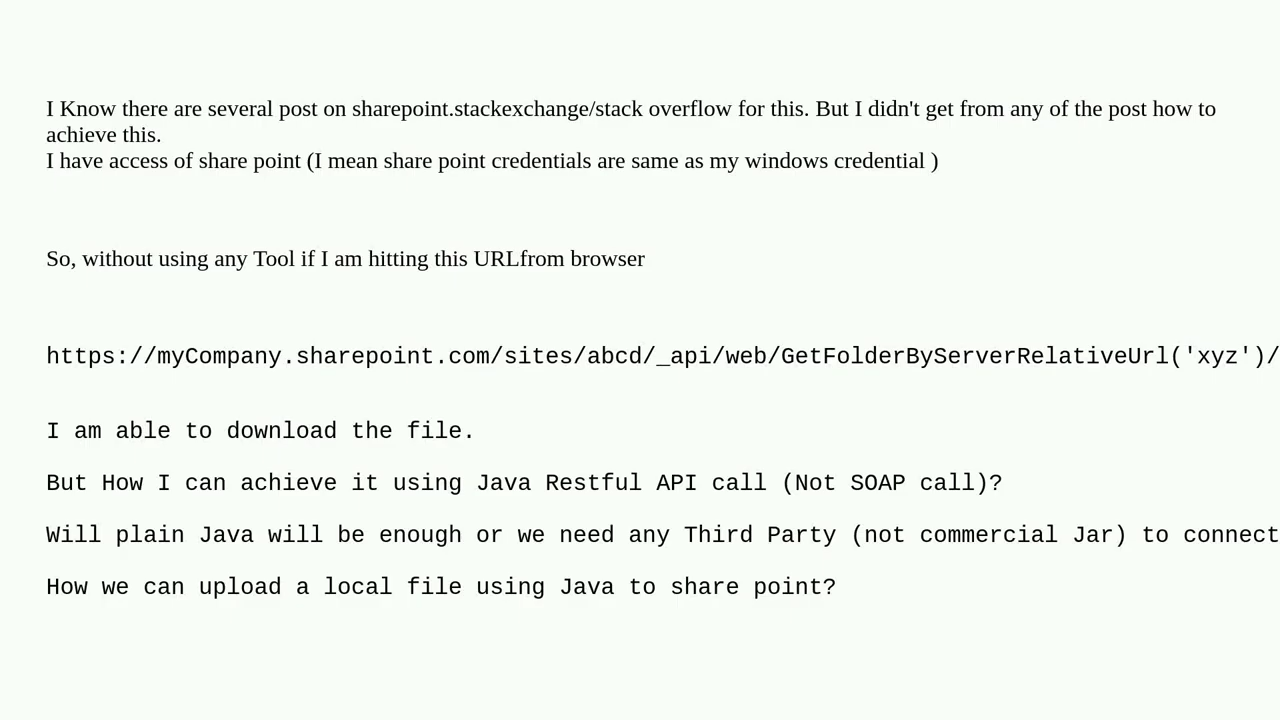 I Know there are several post on sharepoint.stackexchange/stack overflow for this. But I didn't get from any of the post how to
achieve this.
I have access of share point (I mean share point credentials are same as my windows credential )
So, without using any Tool if I am hitting this URLfrom browser
https://myCompany.sharepoint.com/sites/abcd/_api/web/GetFolderByServerRelativeUrl('xyz')/
I am able to download the file.
But How I can achieve it using Java Restful API call (Not SOAP call)?
Will plain Java will be enough or we need any Third Party (not commercial Jar) to connect
How we can upload a local file using Java to share point?